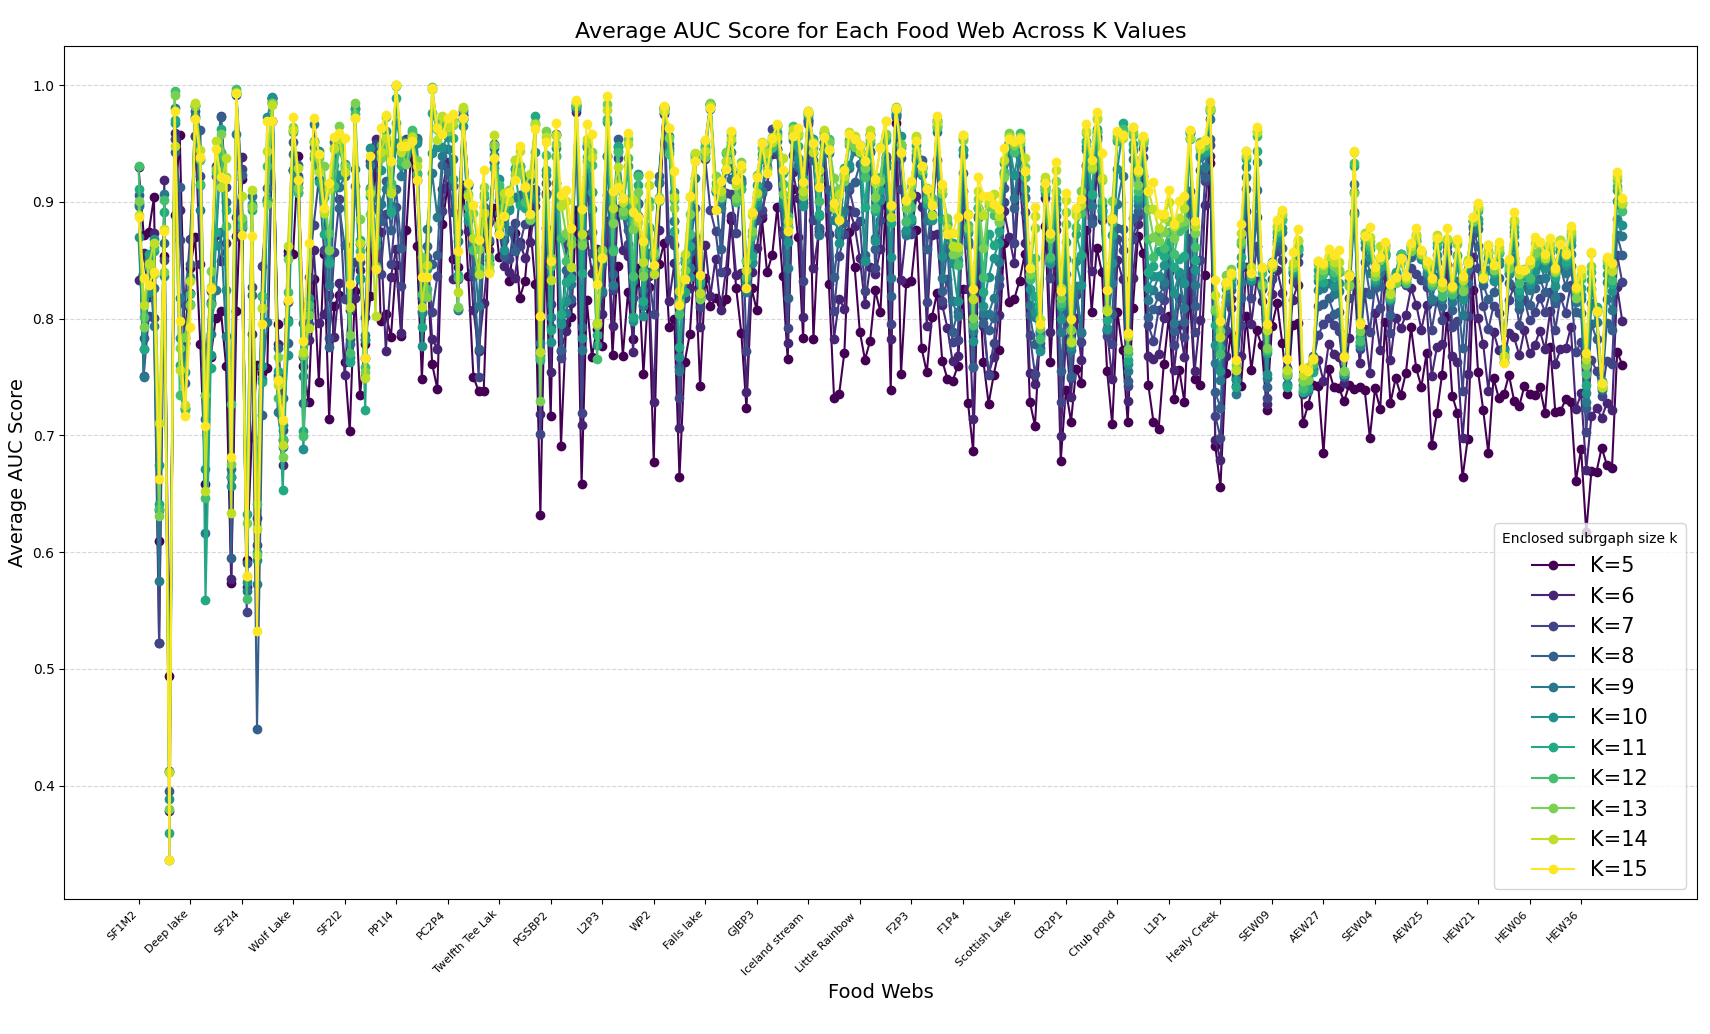 Average AUC Score for Each Food Web Across K Values
Average AUC Score
1.0
0.9
0.8
0.7
0.6
0.5
0.4
SF1M2
Deep lake
SF2I4
Wolf Lake
SF2I2
PP1I4
PC2P4
Twelfth Tee Lak
PGSBP2
L2P3
WP2
Falls lake
GJBP3
Iceland stream
Little Rainbow
F2P3
F1P4
Scottish Lake
CR2P1
Chub pond
L1P1
Healy Creek
SEW09
AEW27
SEW04
AEW25
HEW21
HEW06
HEW36
Food Webs
Enclosed subrgaph size k
K=5
K=6
K=7
K=8
K=9
K=10
K=11
K=12
K=13
K=14
K=15